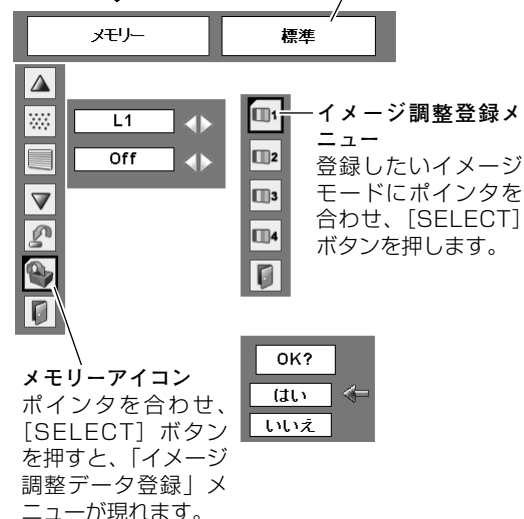 メモリー
標準
L1
Off
1
2
3
4
イメージ調整登録メ
ニュー
登録したいイメージ
モードにポインタを
合わせ、[SELECT]
ボタンを押します。
メモリーアイコン
ポインタを合わせ、
[SELECT] ボタン
を押すと、「イメージ
調整データ登録」メ
ニューが現れます。
OK?
はい
いいえ